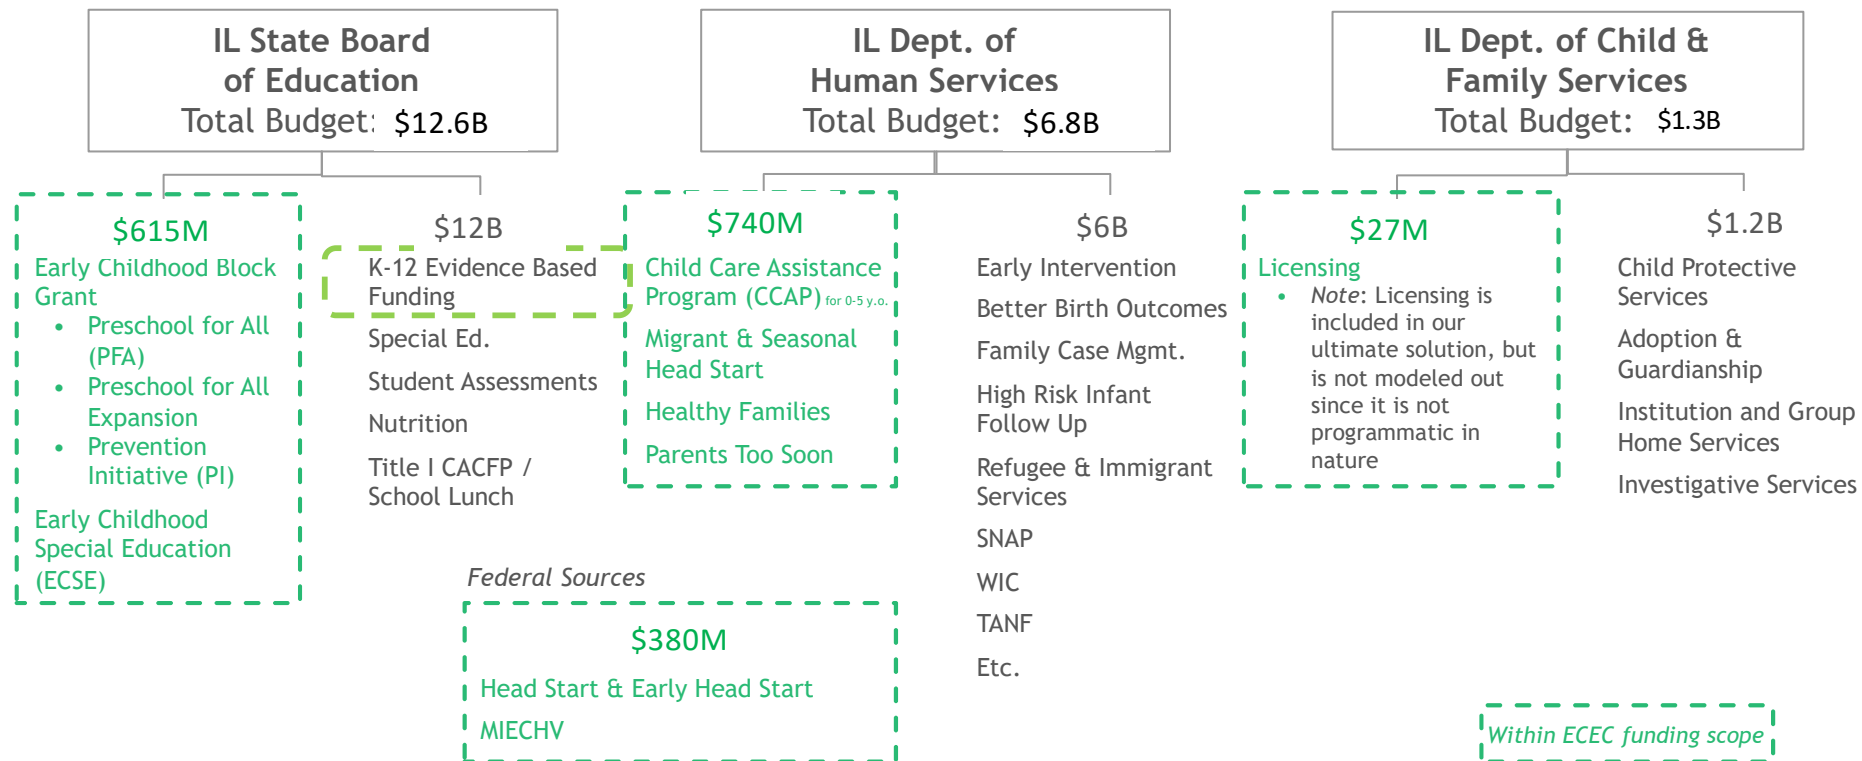 IL State Board
of Education
Total Budget: $12.6B
$615M
Early Childhood Block
Grant
• Preschool for All
(PFA)
• Preschool for All
Expansion
• Prevention
Initiative (PI)
Early Childhood
Special Education
(ECSE)
$12B
K-12 Evidence Based
Funding
Special Ed.
Student Assessments
Nutrition
Title I CACFP /
School Lunch
IL Dept. of
Human Services
Total Budget: $6.8B
$740M
Child Care Assistance
Program (CCAP) for 0-5 y.o.
Migrant & Seasonal
Head Start
Healthy Families
Parents Too Soon
$6B
Early Intervention
Better Birth Outcomes
Family Case Mgmt.
High Risk Infant
Follow Up
Refugee & Immigrant
Services
SNAP
WIC
TANF
Etc.
IL Dept. of Child &
Family Services
Total Budget: $1.3B
$27M
Licensing
• Note: Licensing is
included in our
ultimate solution, but
is not modeled out
since it is not
programmatic in
nature
$1.2B
Child Protective
Services
Adoption &
Guardianship
Institution and Group
Home Services
Investigative Services
Federal Sources
$380M
Head Start & Early Head Start
MIECHV
Within ECEC funding scope